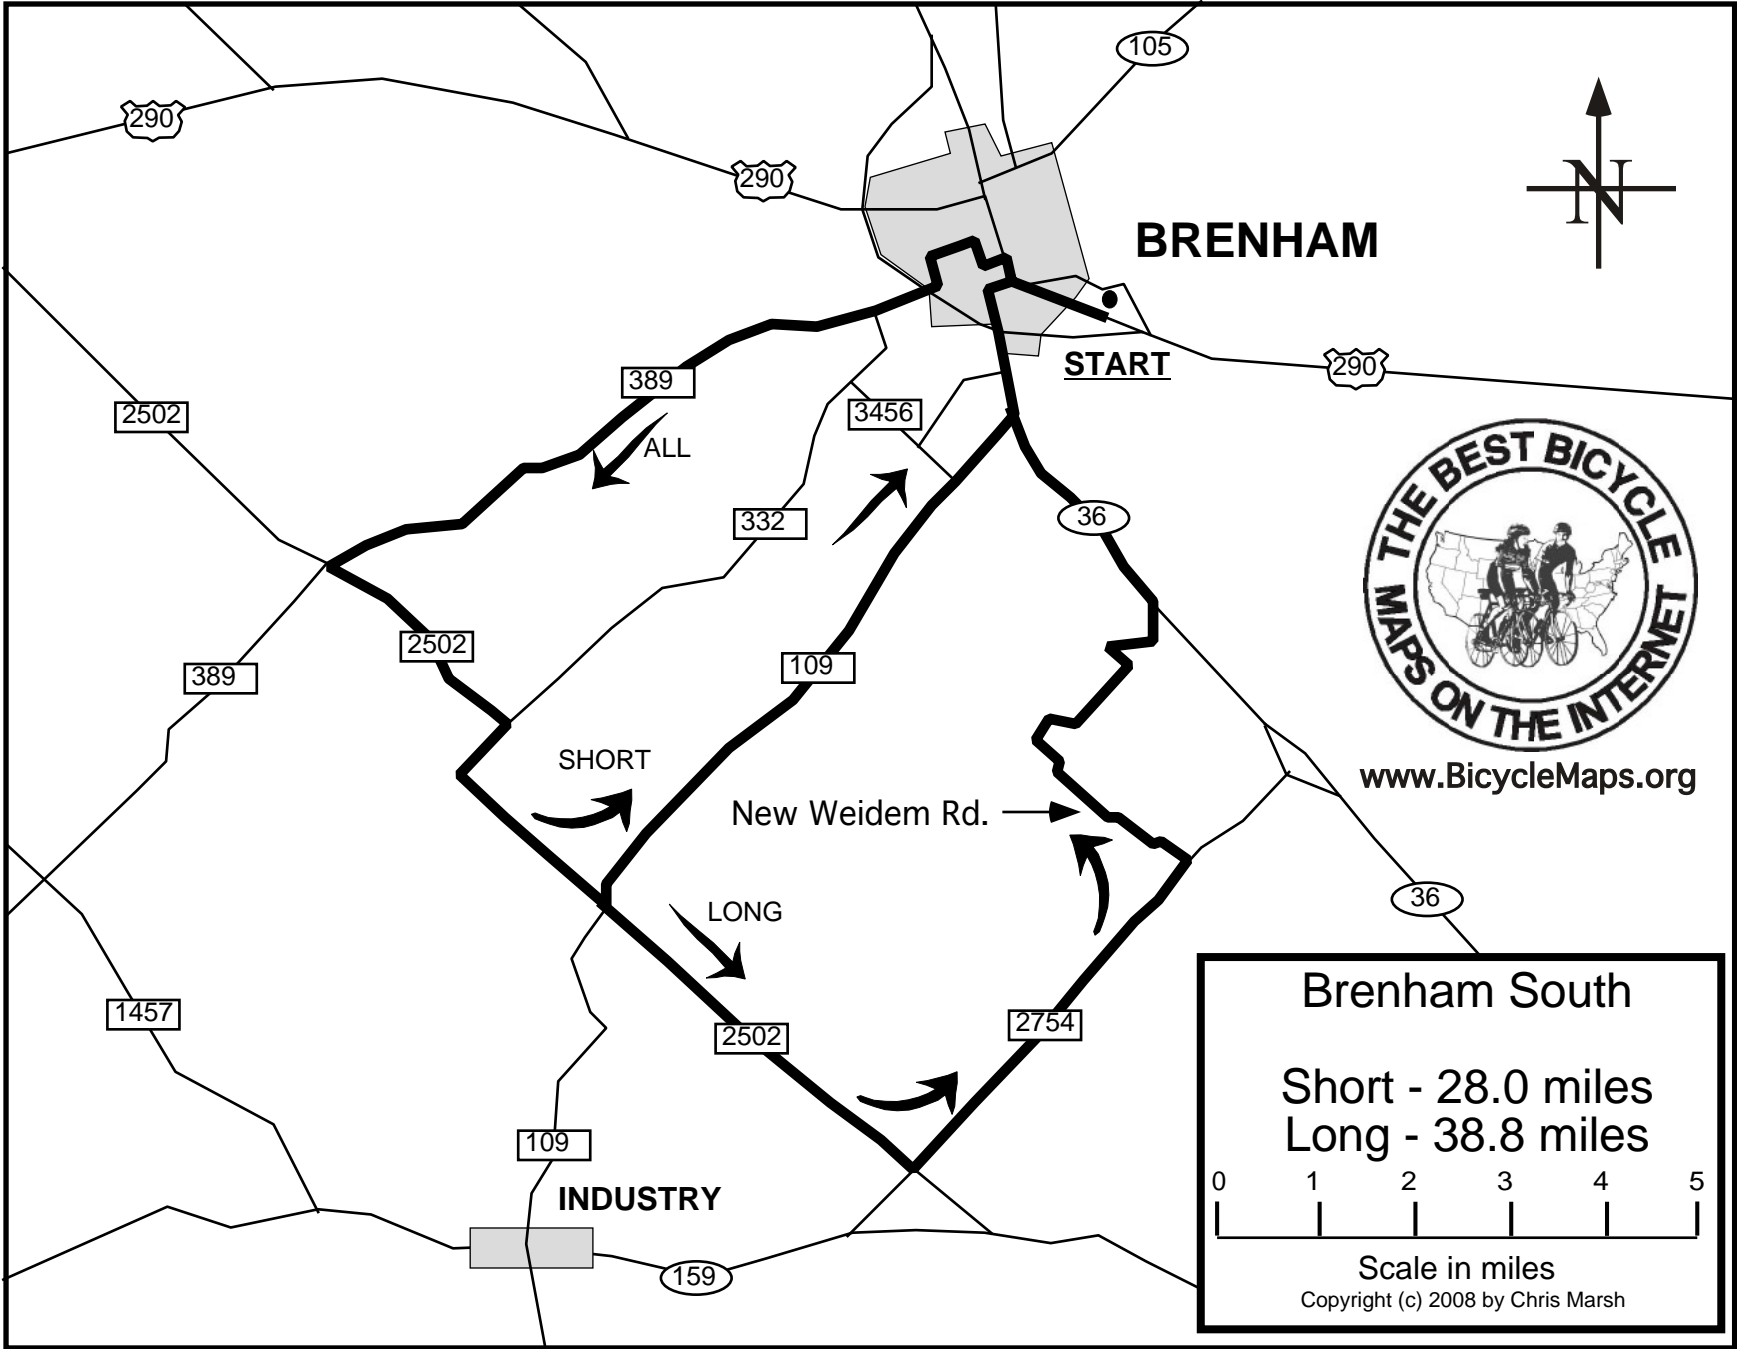 105
290
290
N
BRENHAM
START
290
389
2502
3456
ALL
332
36
THE BEST BICYCLE
MAPS ON THE INTERNET
2502
109
389
SHORT
www.BicycleMaps.org
New Weidem Rd.
36
LONG
1457
2502
2754
109
INDUSTRY
159
Brenham South
Short - 28.0 miles
Long - 38.8 miles
0 1 2 3 4 5
Scale in miles
Copyright (c) 2008 by Chris Marsh